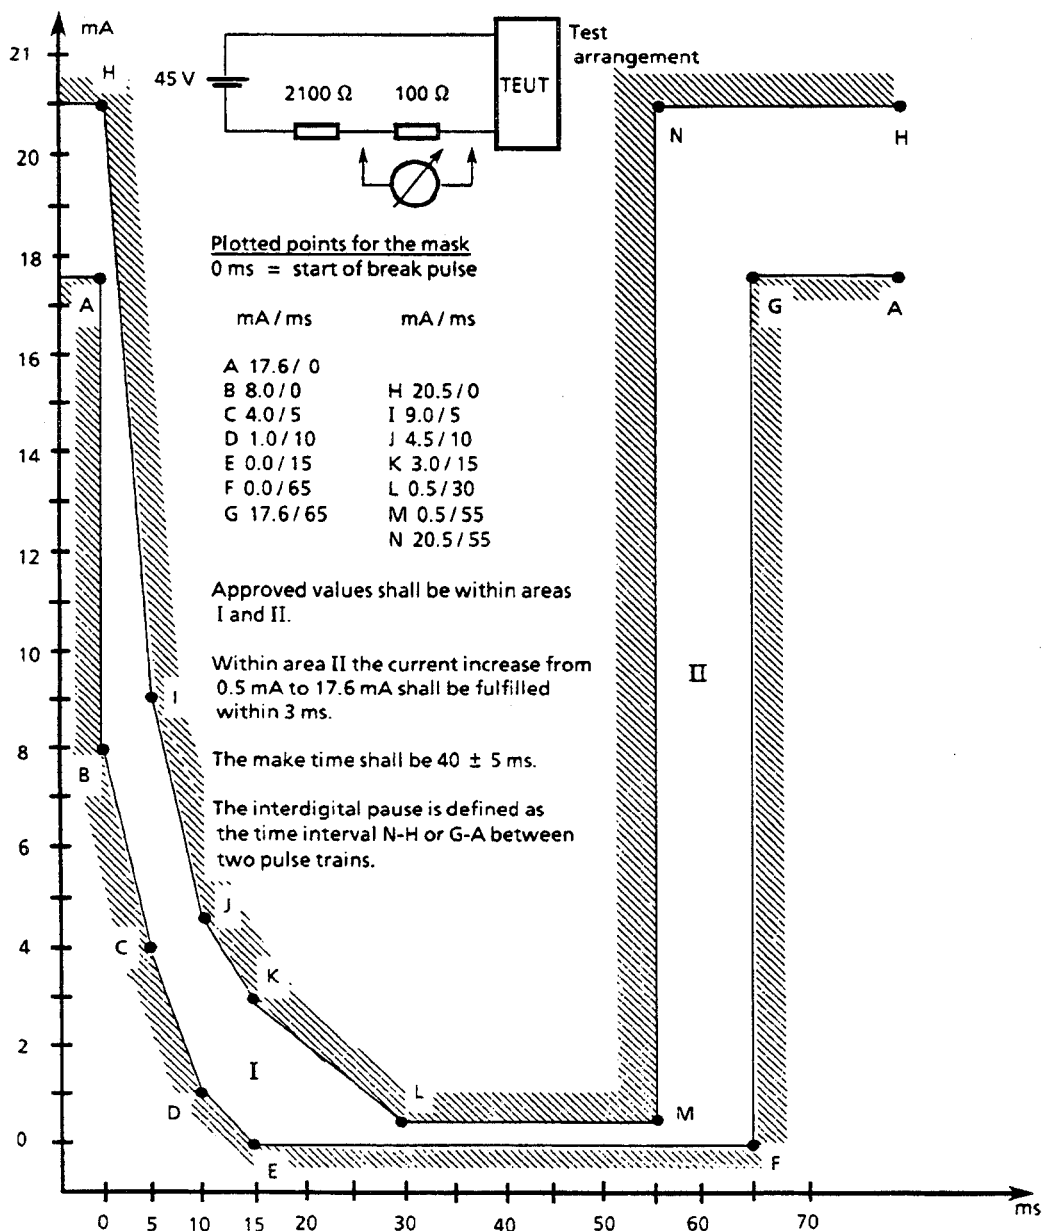 mA
21
20
18
16
14
12
10
8
6
4
2
0
H
A
B
C
D
E
I
J
K
L
M
N
H
G
A
F
I
II
45 V
2100 Ω
100 Ω
TEUT
Test
arrangement
Plotted points for the mask
0 ms = start of break pulse
mA / ms mA / ms
A 17.6 / 0
B 8.0 / 0 H 20.5 / 0
C 4.0 / 5 I 9.0 / 5
D 1.0 / 10 J 4.5 / 10
E 0.0 / 15 K 3.0 / 15
F 0.0 / 65 L 0.5 / 30
G 17.6 / 65 M 0.5 / 55
N 20.5 / 55
Approved values shall be within areas
I and II.
Within area II the current increase from
0.5 mA to 17.6 mA shall be fulfilled
within 3 ms.
The make time shall be 40 ± 5 ms.
The interdigital pause is defined as
the time interval N-H or G-A between
two pulse trains.
0 5 10 15 20 30 40 50 60 70
ms